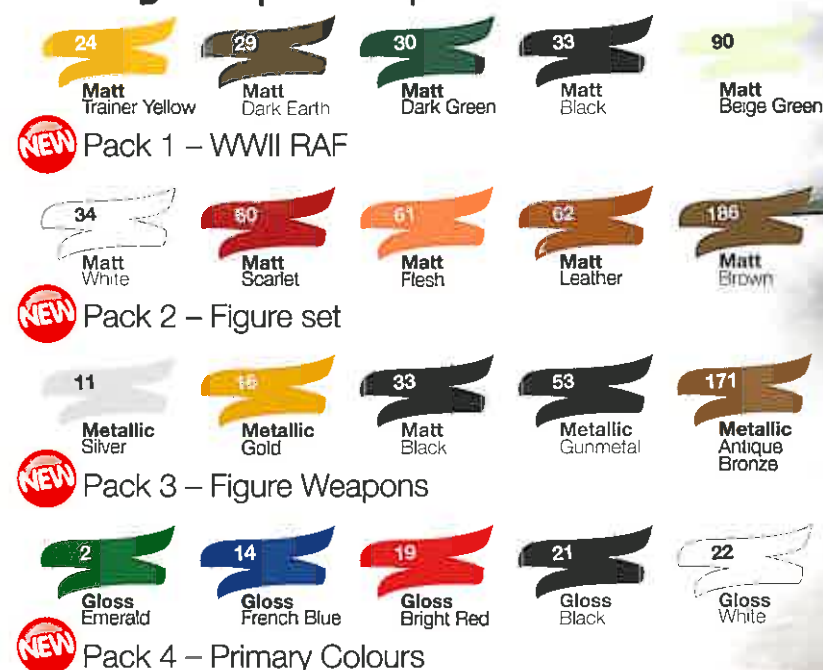 24 29 30 33 90
Matt Matt Matt Matt Matt
Trainer Yellow Dark Earth Dark Green Black Beige Green
NEW Pack 1 – WWII RAF
34 60 61 62 186
Matt Matt Matt Matt Matt
White Scarlet Flesh Leather Brown
NEW Pack 2 – Figure set
11 16 33 53 171
Metallic Metallic Matt Metallic Metallic
Silver Gold Black Gunmetal Antique
Bronze
NEW Pack 3 – Figure Weapons
2 14 19 21 22
Gloss Gloss Gloss Gloss Gloss
Emerald French Blue Bright Red Black White
NEW Pack 4 – Primary Colours